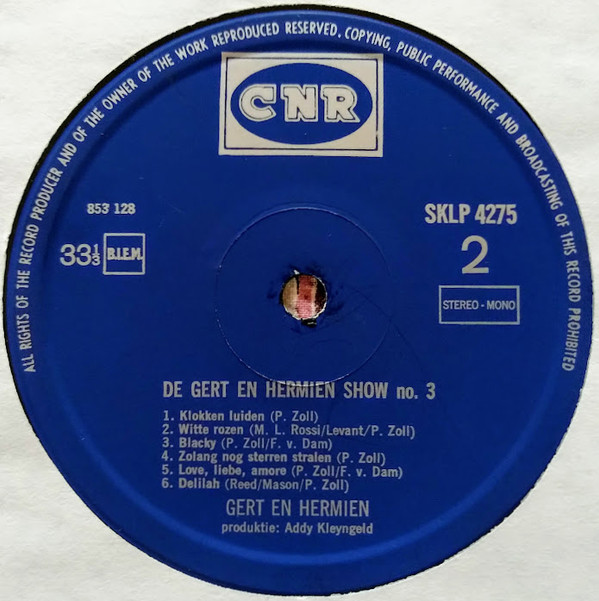 ALL RIGHTS OF THE RECORD PRODUCER AND OF THE OWNER OF THE WORK REPRODUCED RESERVED. COPYING, PUBLIC PERFORMANCE AND BROADCASTING OF THIS RECORD PROHIBITED
CNR
853 128
SKLP 4275
33⅓ B.I.E.M.
2
STEREO - MONO
DE GERT EN HERMIEN SHOW no. 3
1. Klokken luiden (P. Zoll)
2. Witte rozen (M. L. Rossi/Levant/P. Zoll)
3. Blacky (P. Zoll/F. v. Dam)
4. Zolang nog sterren stralen (P. Zoll)
5. Love, liebe, amore (P. Zoll/F. v. Dam)
6. Delilah (Reed/Mason/P. Zoll)
GERT EN HERMIEN
produktie: Addy Kleyngeld